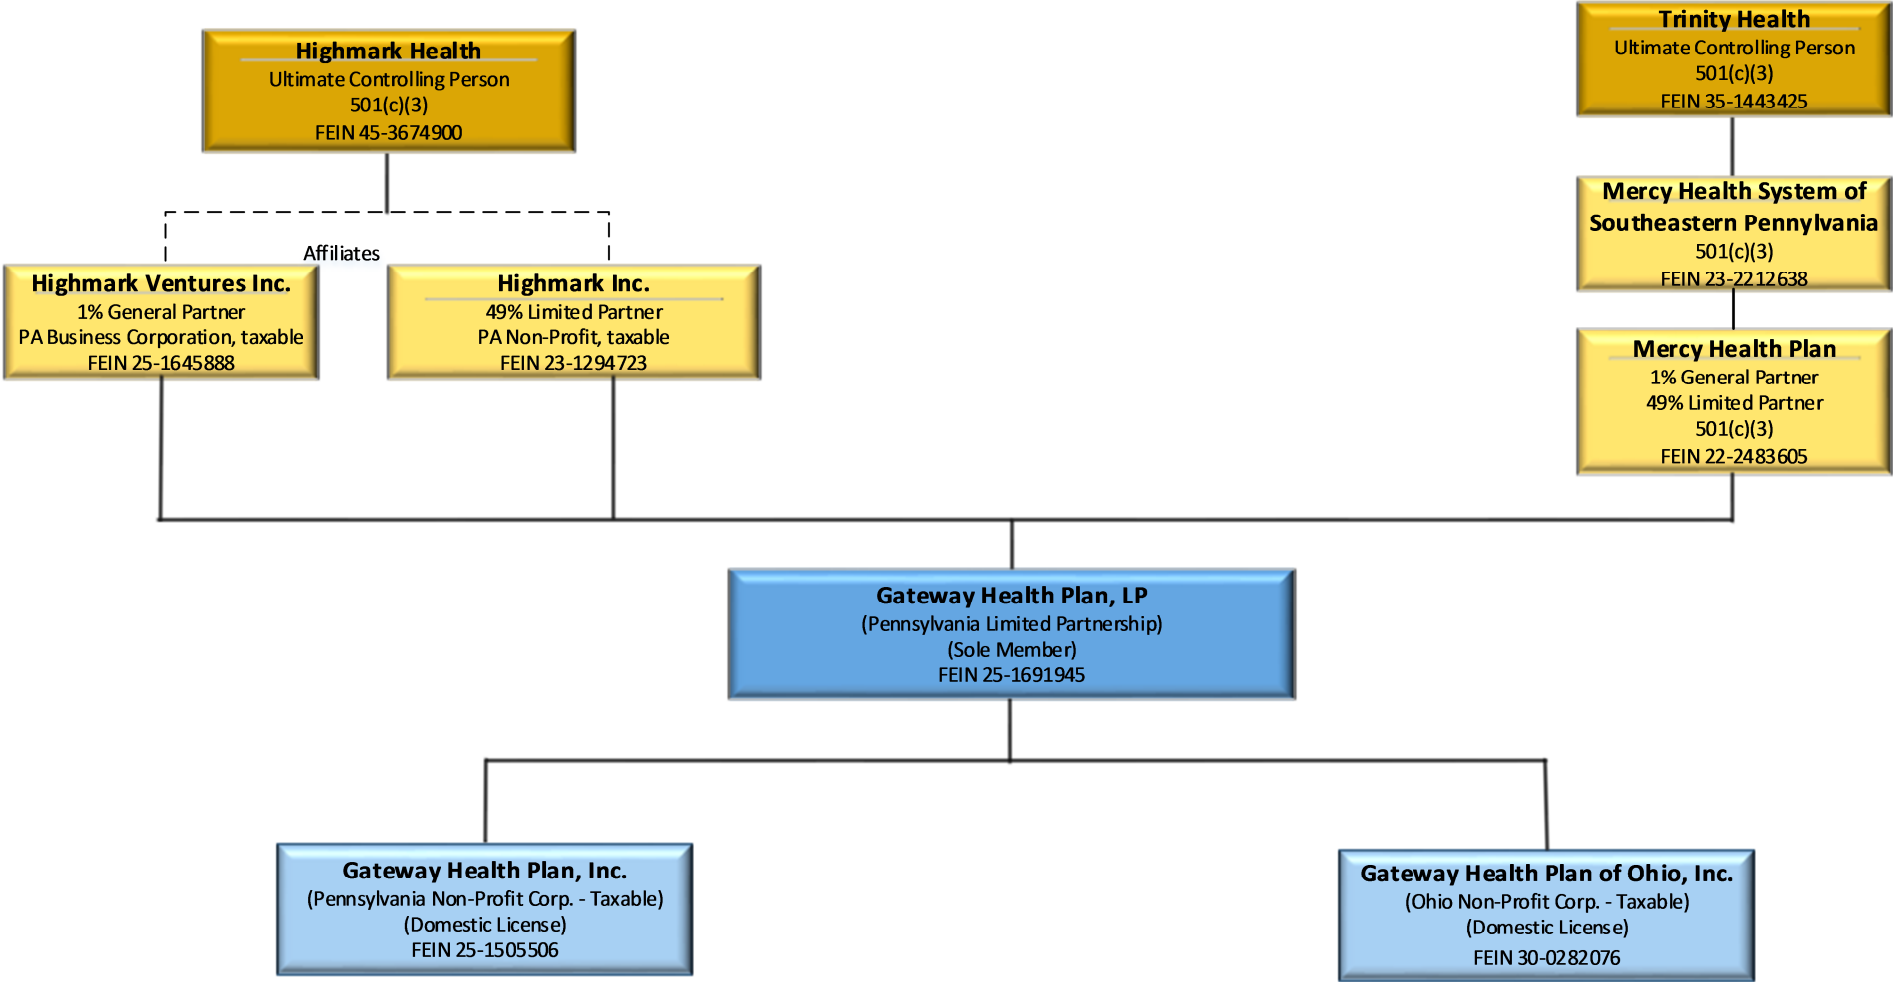 Highmark Health
Ultimate Controlling Person
501(c)(3)
FEIN 45-3674900
Trinity Health
Ultimate Controlling Person
501(c)(3)
FEIN 35-1443425
Mercy Health System of
Southeastern Pennylvania
501(c)(3)
FEIN 23-2212638
Affiliates
Highmark Ventures Inc.
1% General Partner
PA Business Corporation, taxable
FEIN 25-1645888
Highmark Inc.
49% Limited Partner
PA Non-Profit, taxable
FEIN 23-1294723
Mercy Health Plan
1% General Partner
49% Limited Partner
501(c)(3)
FEIN 22-2483605
Gateway Health Plan, LP
(Pennsylvania Limited Partnership)
(Sole Member)
FEIN 25-1691945
Gateway Health Plan, Inc.
(Pennsylvania Non-Profit Corp. - Taxable)
(Domestic License)
FEIN 25-1505506
Gateway Health Plan of Ohio, Inc.
(Ohio Non-Profit Corp. - Taxable)
(Domestic License)
FEIN 30-0282076